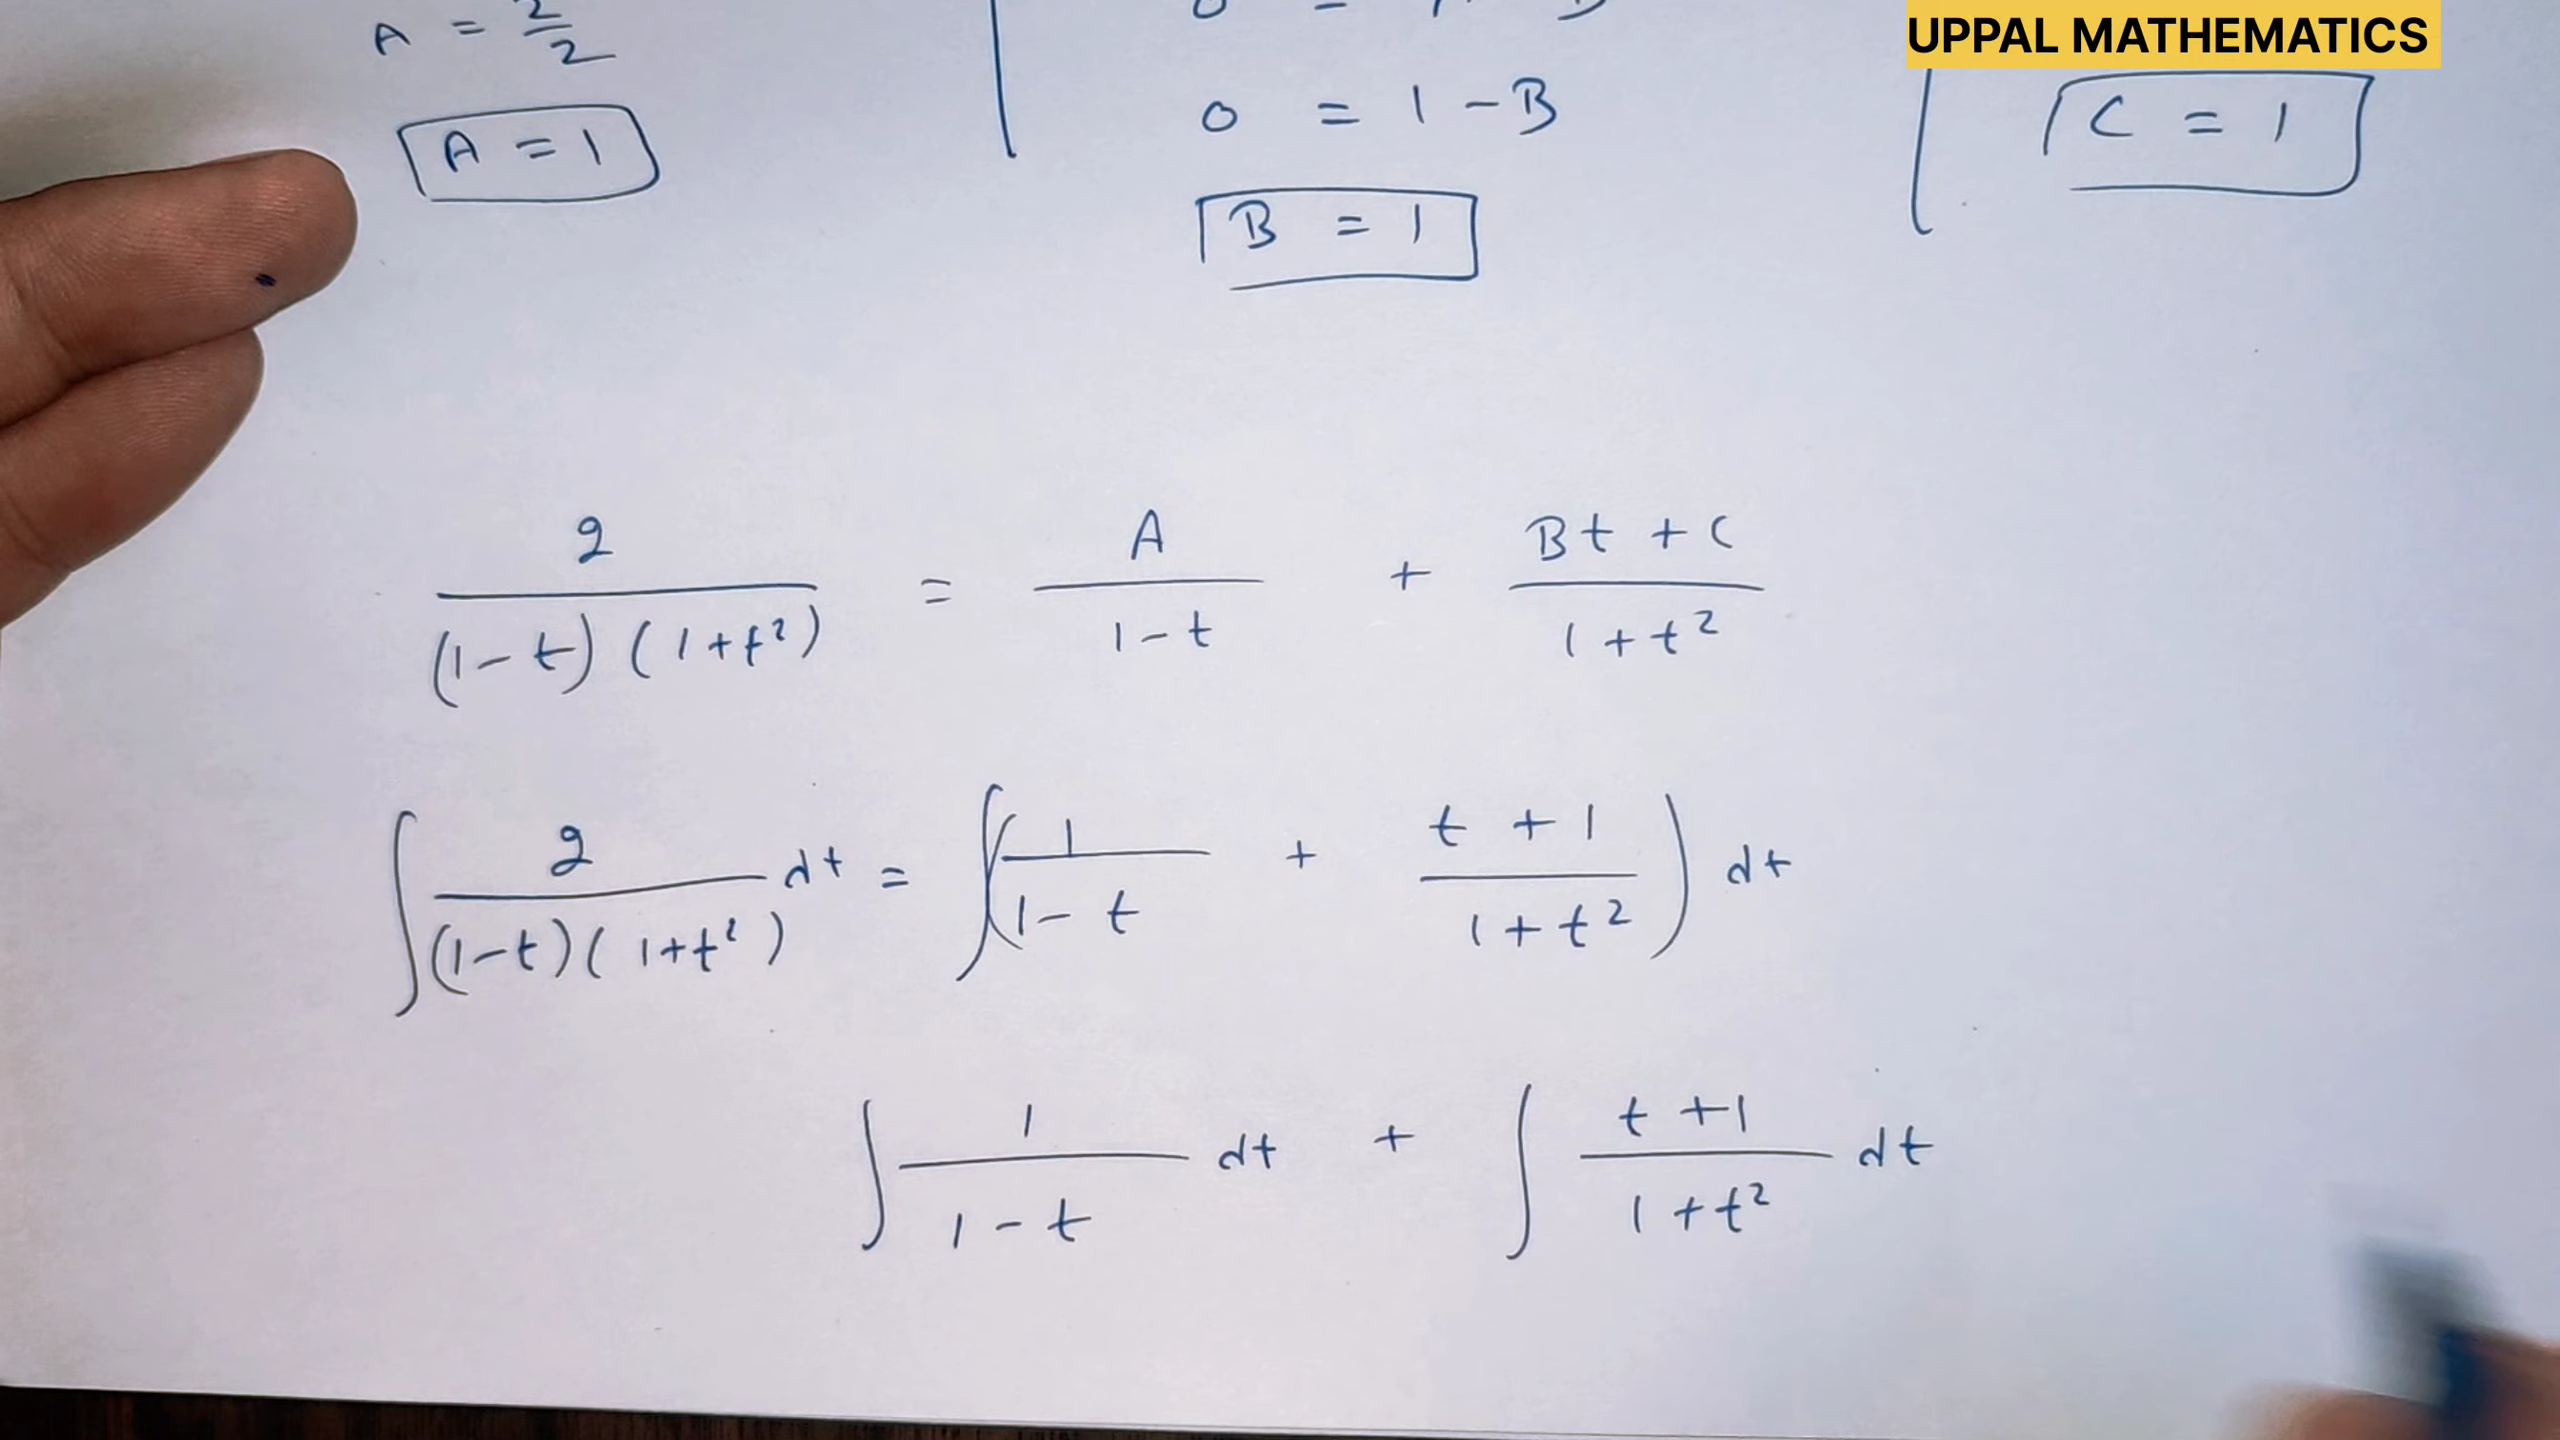 UPPAL MATHEMATICS
A = 2/2
A = 1
0 = 1 - B
B = 1
C = 1
2/((1-t)(1+t²)) = A/(1-t) + (Bt + C)/(1+t²)
∫ 2/((1-t)(1+t²)) dt = ∫ (1/(1-t) + (t+1)/(1+t²)) dt
∫ 1/(1-t) dt + ∫ (t+1)/(1+t²) dt